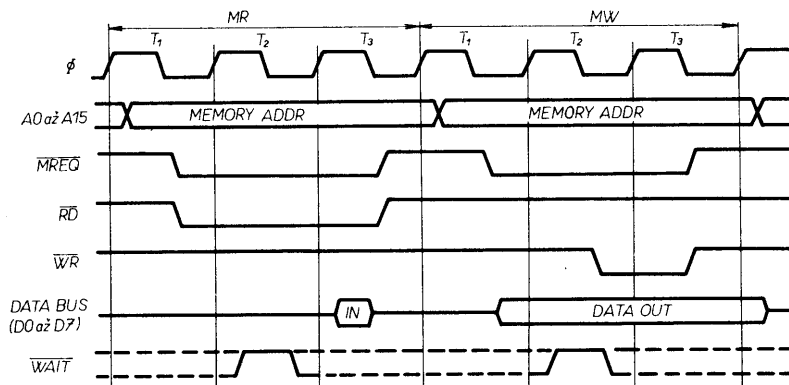 MR MW
T1 T2 T3 T1 T2 T3
ϕ
A0 až A15 MEMORY ADDR MEMORY ADDR
MREQ
RD
WR
DATA BUS
(D0 až D7) IN DATA OUT
WAIT